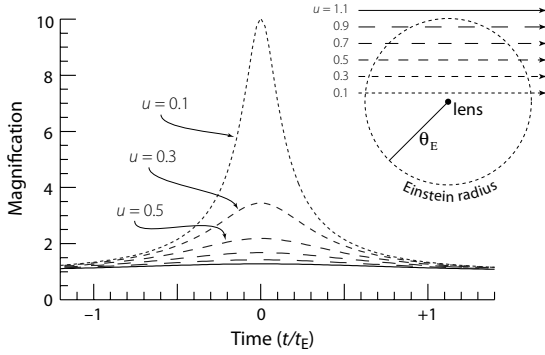 10
8
6
4
2
0
Magnification
–1
0
+1
Time (t/tE)
u = 0.1
u = 0.3
u = 0.5
u = 1.1
0.9
0.7
0.5
0.3
0.1
lens
θE
Einstein radius